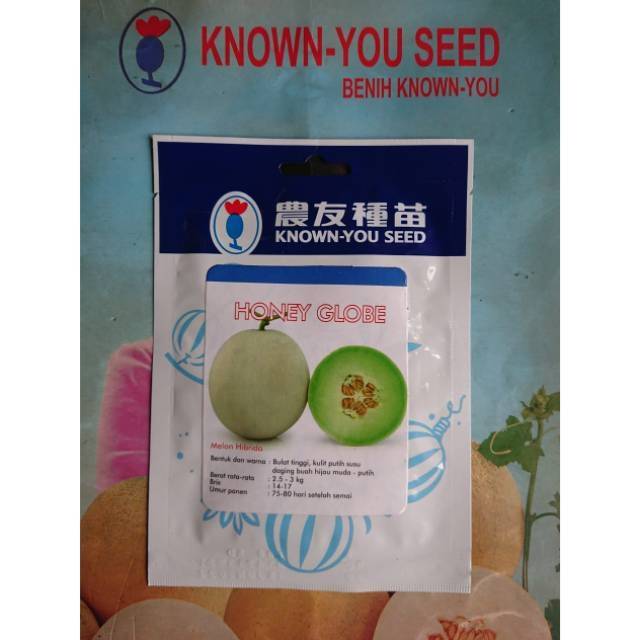 KNOWN-YOU SEED
BENIH KNOWN-YOU
農友種苗
KNOWN-YOU SEED
HONEY GLOBE
Melon Hibrida
Bentuk dan warna : Bulat tinggi, kulit putih susu
daging buah hijau muda - putih
Berat rata-rata : 2.5 - 3 kg
Brix : 14-17
Umur panen : 75-80 hari setelah semai